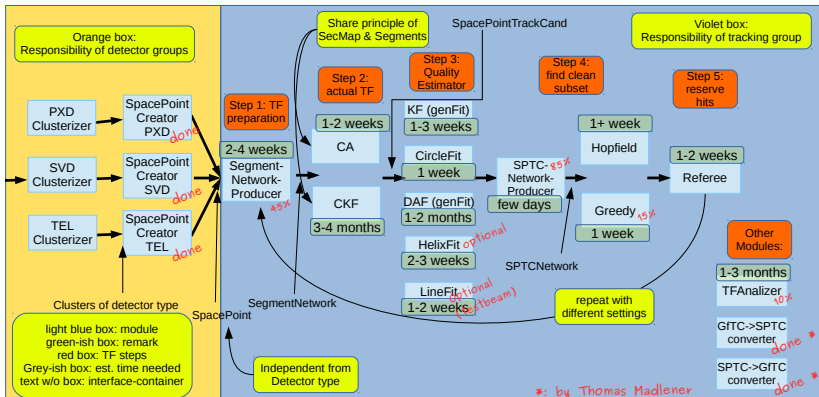 Orange box:
Responsibility of detector groups
Share principle of
SecMap & Segments
SpacePointTrackCand
Violet box:
Responsibility of tracking group
Step 1: TF
preparation
Step 2:
actual TF
Step 3:
Quality
Estimator
Step 4:
find clean
subset
Step 5:
reserve
hits
PXD
Clusterizer
SpacePoint
Creator
PXD
done
SVD
Clusterizer
SpacePoint
Creator
SVD
done
TEL
Clusterizer
SpacePoint
Creator
TEL
done
2-4 weeks
Segment-
Network-
Producer
45%
1-2 weeks
CA
CKF
3-4 months
KF (genFit)
1-3 weeks
CircleFit
1 week
DAF (genFit)
1-2 months
HelixFit
optional
2-3 weeks
LineFit
optional
(testbeam)
1-2 weeks
SPTC-
Network-
Producer
85%
few days
1+ week
Hopfield
Greedy
15%
1 week
1-2 weeks
Referee
Other
Modules:
1-3 months
TFAnalizer
10%
GfTC->SPTC
converter
done *
SPTC->GfTC
converter
done *
Clusters of detector type
SpacePoint
SegmentNetwork
SPTCNetwork
repeat with
different settings
light blue box: module
green-ish box: remark
red box: TF steps
Grey-ish box: est. time needed
text w/o box: interface-container
Independent from
Detector type
*: by Thomas Madlener